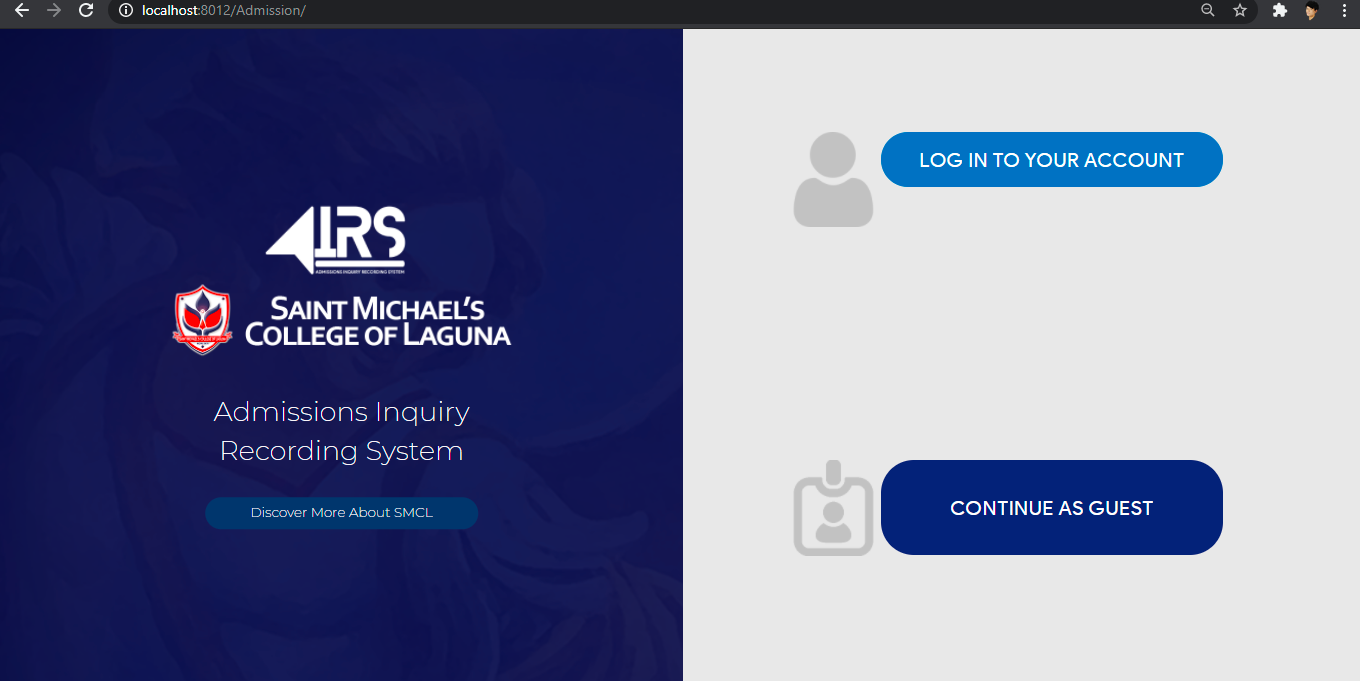 localhost:8012/Admission/
AIRS
ADMISSIONS INQUIRY RECORDING SYSTEM
SAINT MICHAEL'S
COLLEGE OF LAGUNA
Admissions Inquiry
Recording System
Discover More About SMCL
LOG IN TO YOUR ACCOUNT
CONTINUE AS GUEST